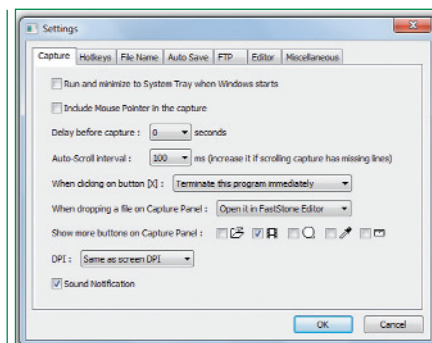 Settings
Capture Hotkeys File Name Auto Save FTP Editor Miscellaneous
Run and minimize to System Tray when Windows starts
Include Mouse Pointer in the capture
Delay before capture : 0 seconds
Auto-Scroll interval : 100 ms (increase it if scrolling capture has missing lines)
When clicking on button [X] : Terminate this program immediately
When dropping a file on Capture Panel : Open it in FastStone Editor
Show more buttons on Capture Panel :
DPI : Same as screen DPI
Sound Notification
OK Cancel